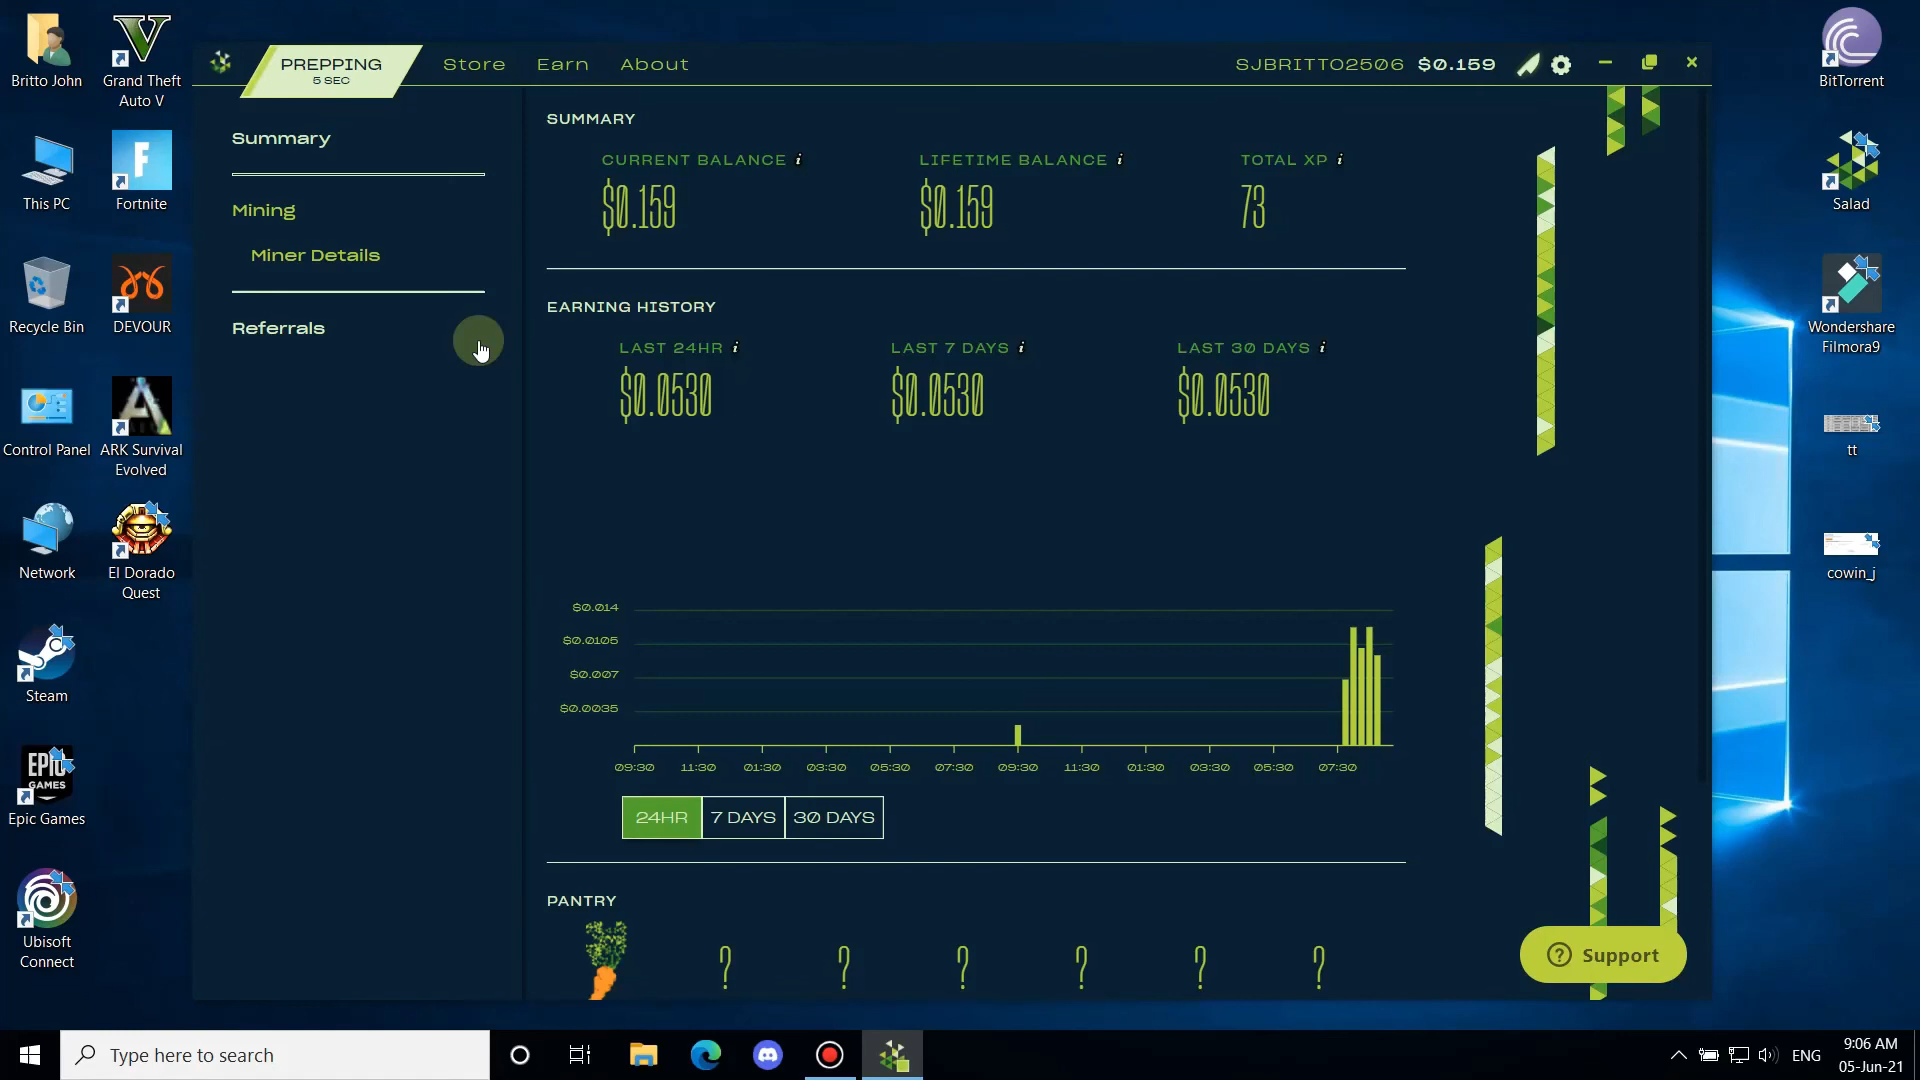 Britto John
Grand Theft
Auto V
This PC
Fortnite
Recycle Bin
DEVOUR
Control Panel
ARK Survival
Evolved
Network
El Dorado
Quest
Steam
EPIC
GAMES
Epic Games
Ubisoft
Connect
PREPPING
5 SEC
Store
Earn
About
SJBRITTO2506
$0.159
Summary
Mining
Miner Details
Referrals
SUMMARY
CURRENT BALANCE i
$0.159
LIFETIME BALANCE i
$0.159
TOTAL XP i
73
EARNING HISTORY
LAST 24HR i
$0.0530
LAST 7 DAYS i
$0.0530
LAST 30 DAYS i
$0.0530
$0.014
$0.0105
$0.007
$0.0035
09:30 11:30 01:30 03:30 05:30 07:30 09:30 11:30 01:30 03:30 05:30 07:30
24HR 7 DAYS 30 DAYS
PANTRY
? ? ? ? ? ?
? Support
BitTorrent
Salad
Wondershare
Filmora9
tt
cowin_j
Type here to search
ENG
9:06 AM
05-Jun-21